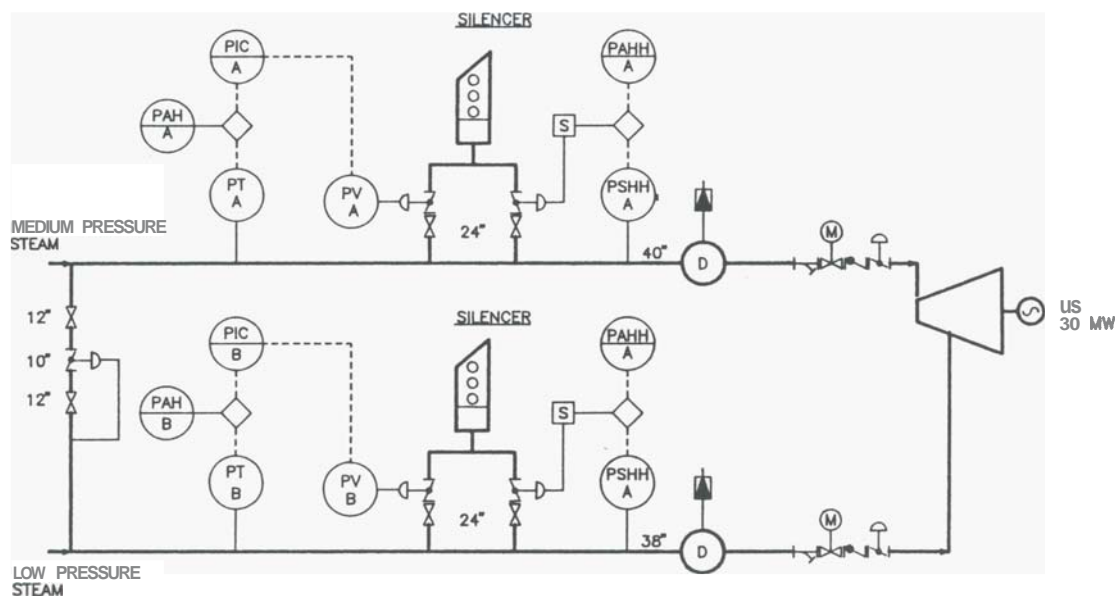 SILENCER
PIC
A
PAHH
A
PAH
A
S
PT
A
PV
A
PSHH
A
MEDIUM PRESSURE
STEAM
24"
40"
D
M
12"
10"
12"
US
30 MW
SILENCER
PIC
B
PAHH
A
PAH
B
S
PT
B
PV
B
PSHH
A
24"
38"
D
M
LOW PRESSURE
STEAM